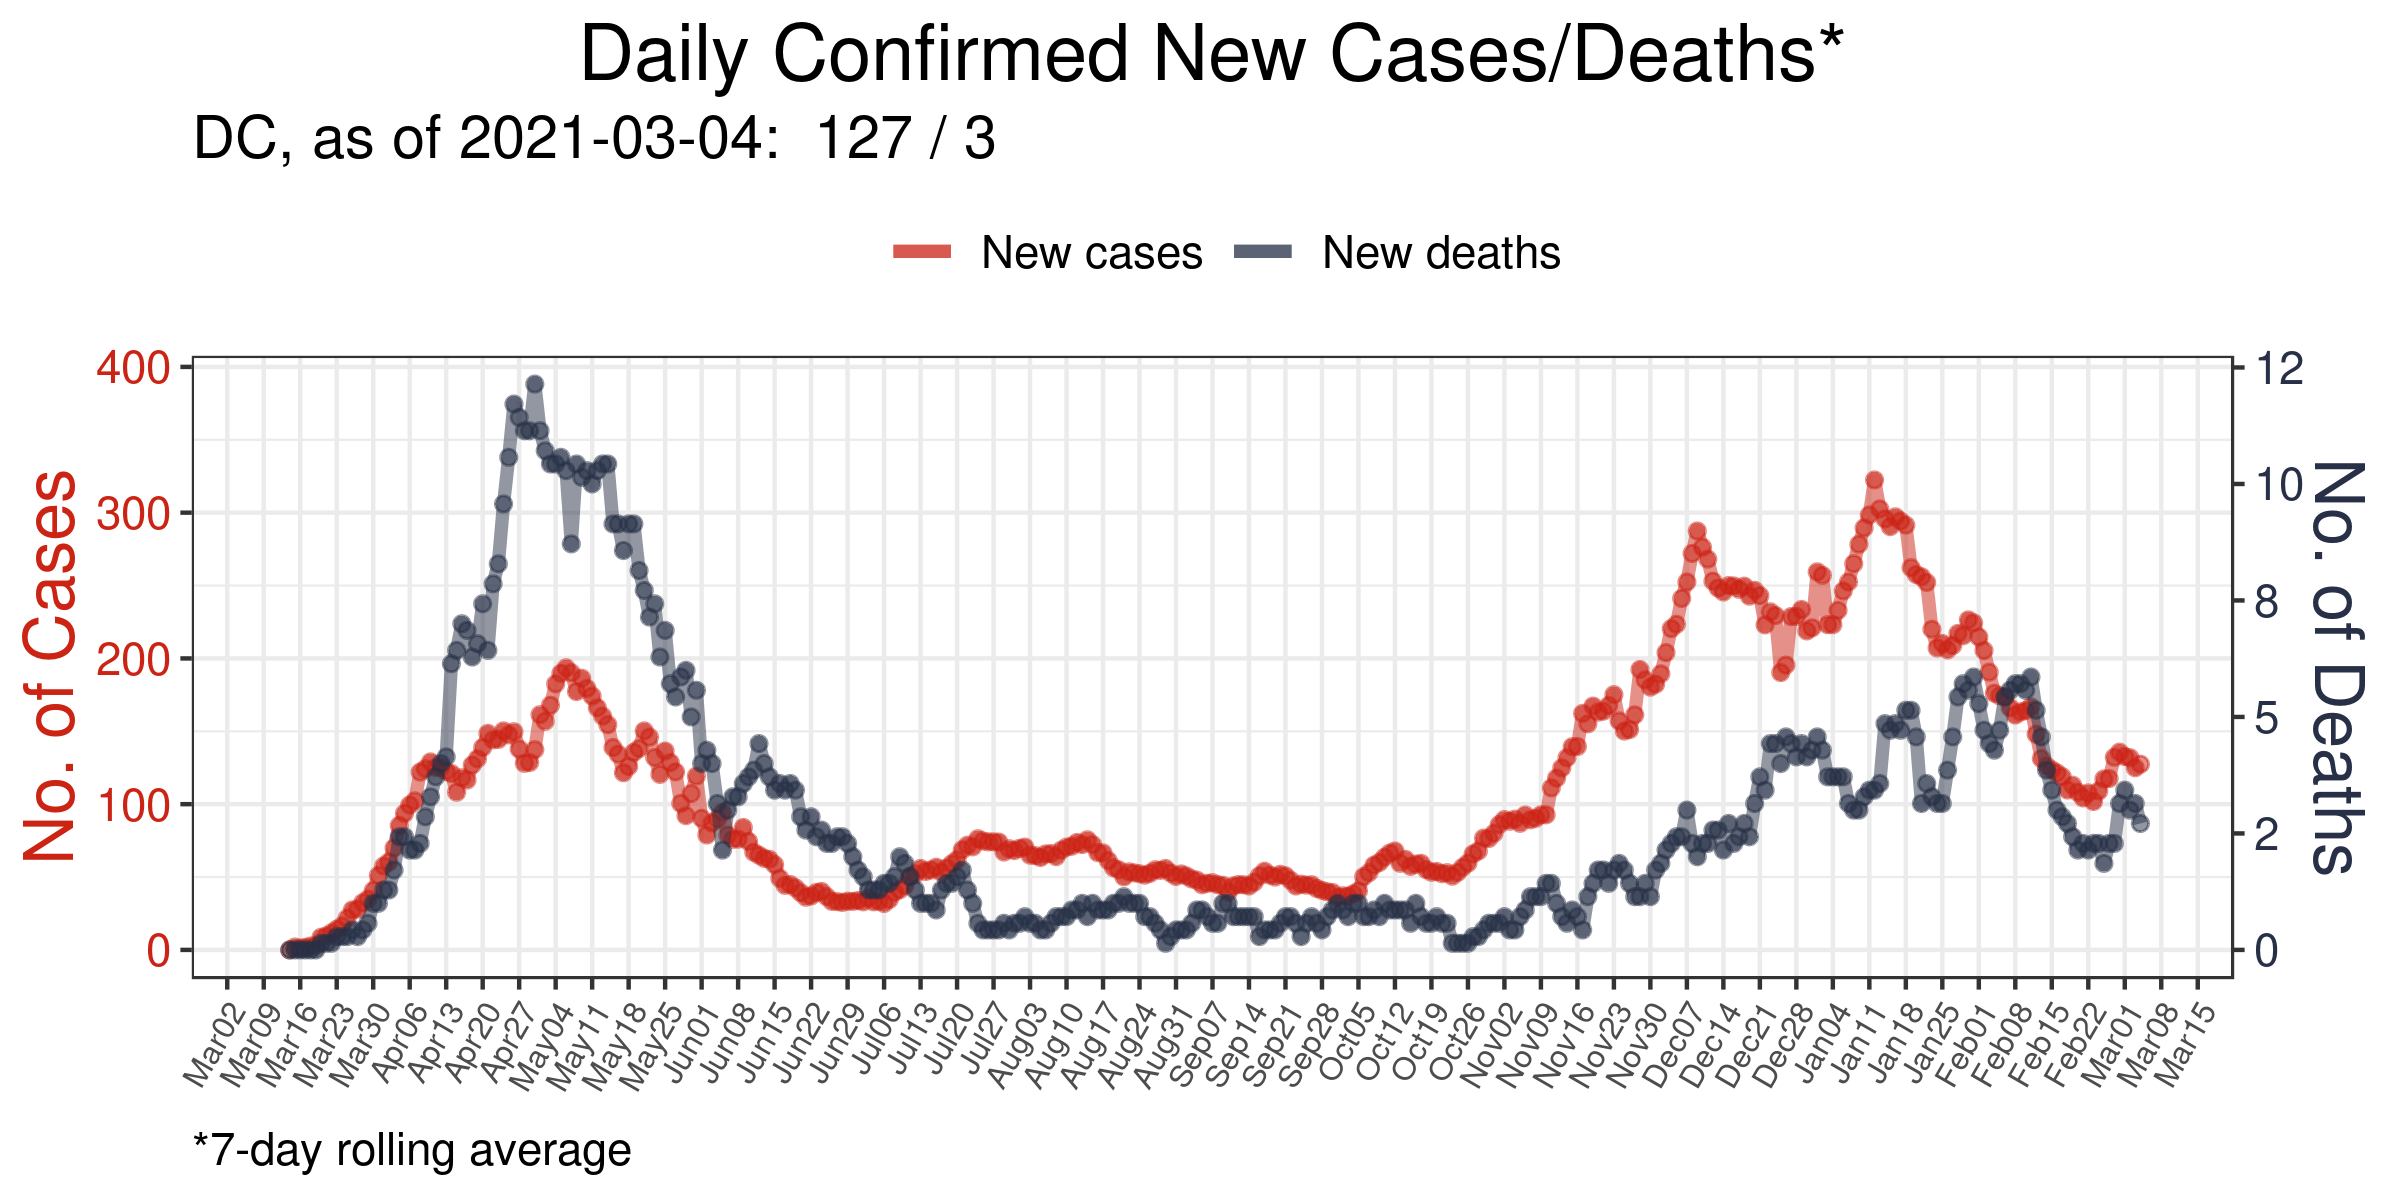 Daily Confirmed New Cases/Deaths*
DC, as of 2021-03-04:  127 / 3
New cases
New deaths
No. of Cases
400
300
200
100
0
12
10
8
5
2
0
No. of Deaths
Mar02
Mar09
Mar16
Mar23
Mar30
Apr06
Apr13
Apr20
Apr27
May04
May11
May18
May25
Jun01
Jun08
Jun15
Jun22
Jun29
Jul06
Jul13
Jul20
Jul27
Aug03
Aug10
Aug17
Aug24
Aug31
Sep07
Sep14
Sep21
Sep28
Oct05
Oct12
Oct19
Oct26
Nov02
Nov09
Nov16
Nov23
Nov30
Dec07
Dec14
Dec21
Dec28
Jan04
Jan11
Jan18
Jan25
Feb01
Feb08
Feb15
Feb22
Mar01
Mar08
Mar15
*7-day rolling average